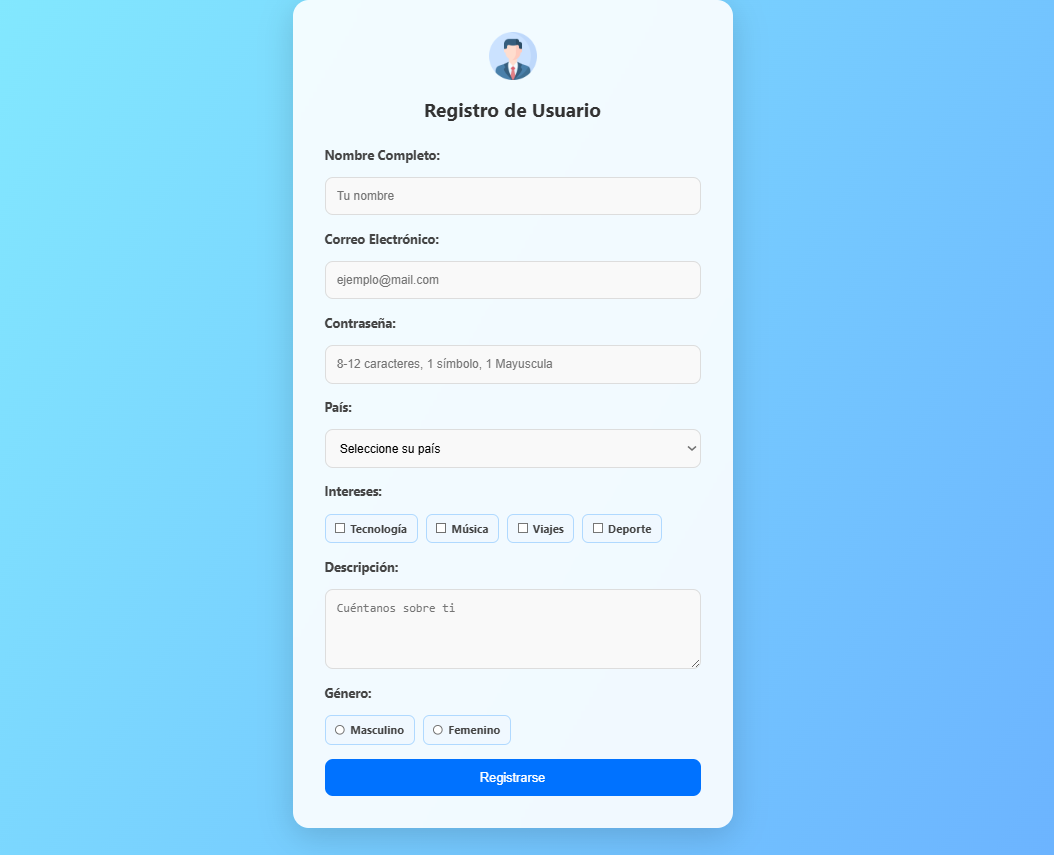 Registro de Usuario
Nombre Completo:
Tu nombre
Correo Electrónico:
ejemplo@mail.com
Contraseña:
8-12 caracteres, 1 símbolo, 1 Mayuscula
País:
Seleccione su país
Intereses:
Tecnología Música Viajes Deporte
Descripción:
Cuéntanos sobre ti
Género:
Masculino Femenino
Registrarse